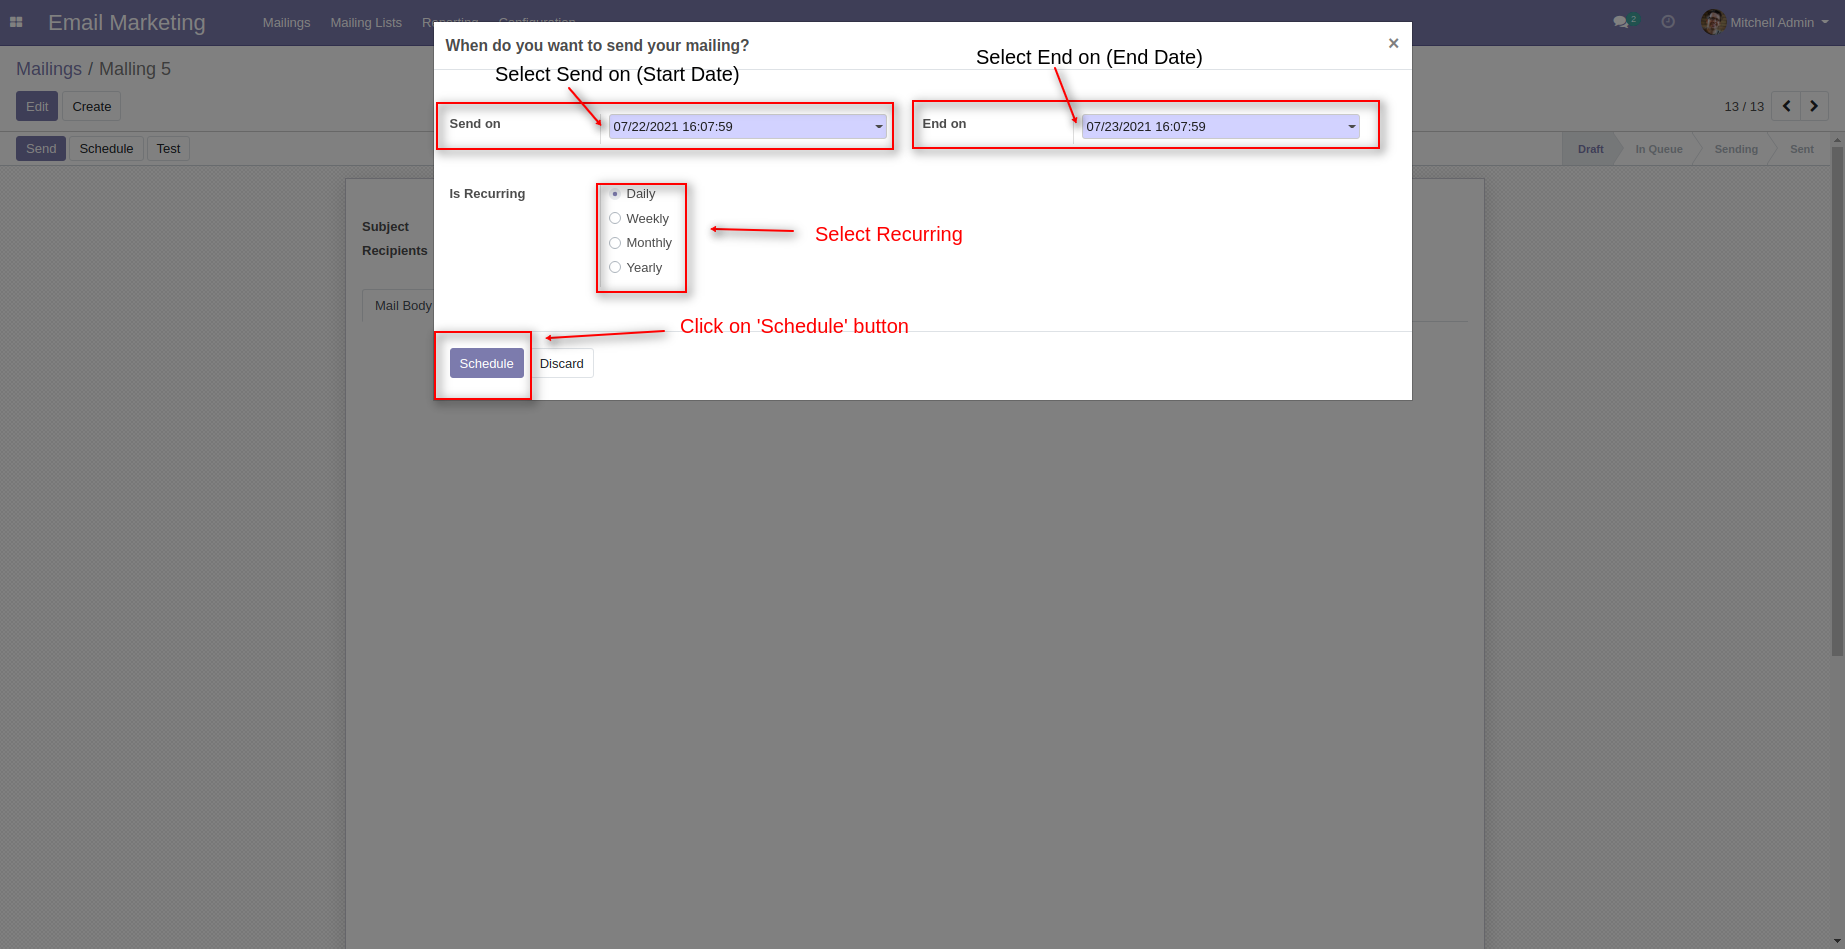 Email Marketing Mailings Mailing Lists Reporting Configuration 2 Mitchell Admin
When do you want to send your mailing? ×
Select Send on (Start Date)
Select End on (End Date)
Mailings / Malling 5
Edit Create
13 / 13
Send on 07/22/2021 16:07:59 End on 07/23/2021 16:07:59
Send Schedule Test
Draft In Queue Sending Sent
Is Recurring Daily
Weekly
Monthly
Yearly
Select Recurring
Subject
Recipients
Mail Body
Click on 'Schedule' button
Schedule Discard